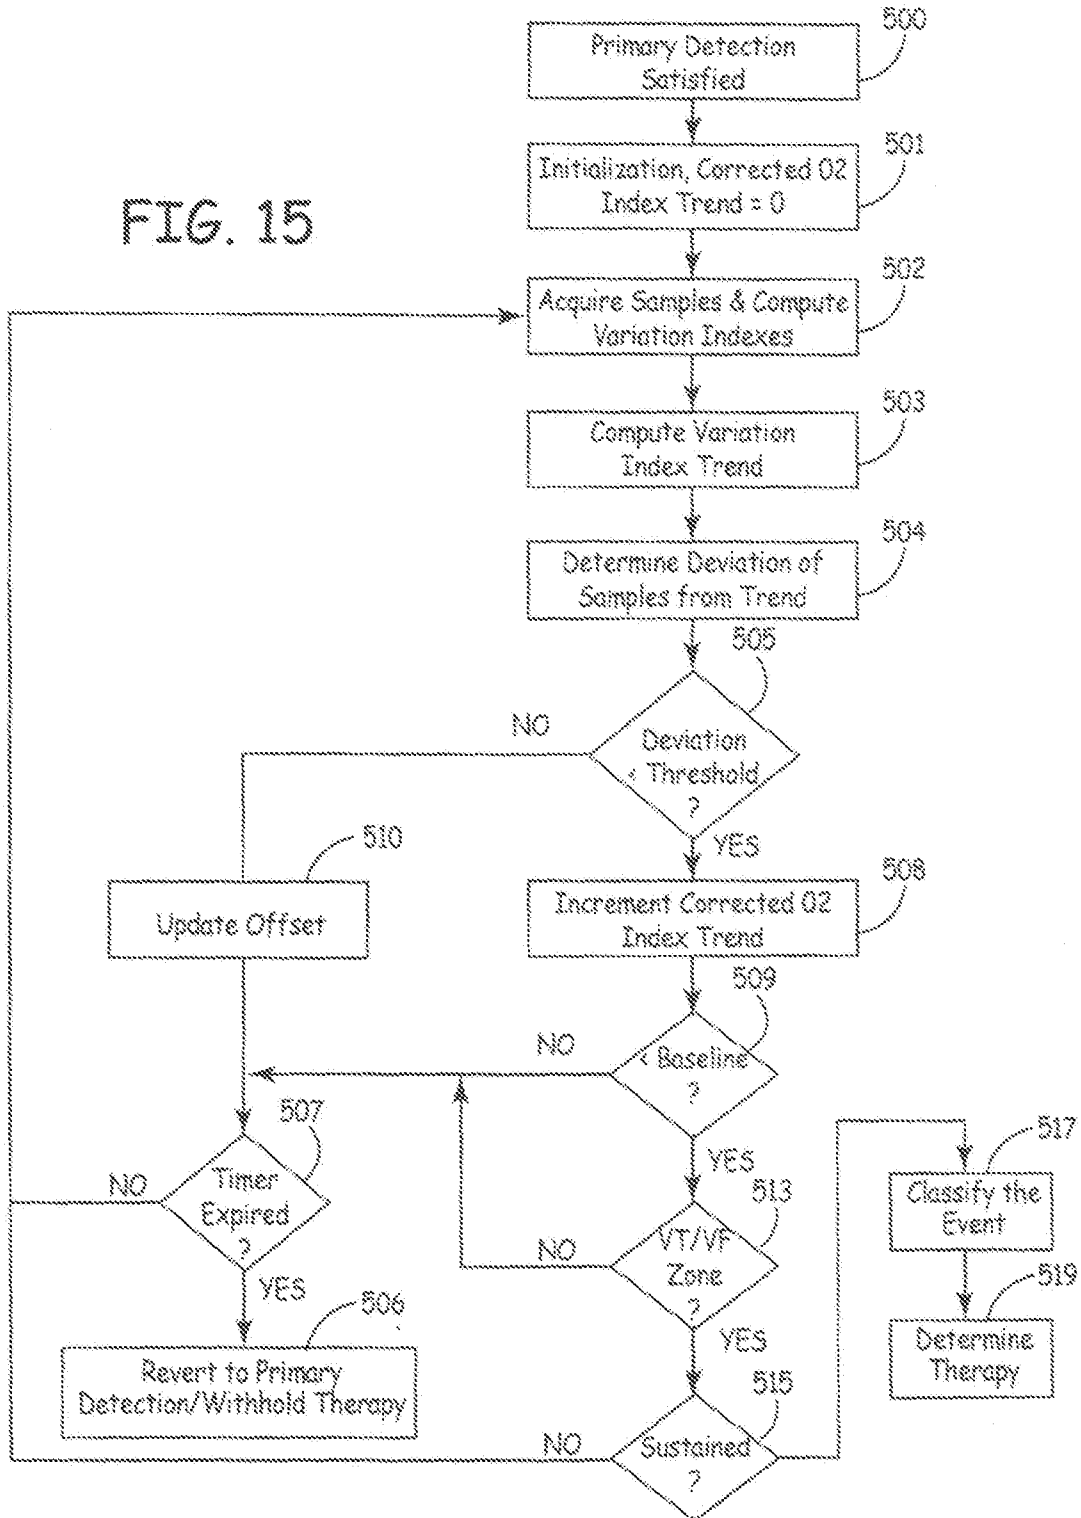 500
Primary Detection
Satisfied
501
Initialization, Corrected O2
Index Trend = 0
FIG. 15
502
Acquire Samples & Compute
Variation Indexes
503
Compute Variation
Index Trend
504
Determine Deviation of
Samples from Trend
505
NO
Deviation
< Threshold
?
YES
510
Update Offset
508
Increment Corrected O2
Index Trend
509
NO
< Baseline
?
YES
507
NO
Timer
Expired
?
YES
513
NO
VT/VF
Zone
?
YES
517
Classify the
Event
519
Determine
Therapy
506
Revert to Primary
Detection/Withhold Therapy
515
NO
Sustained
?